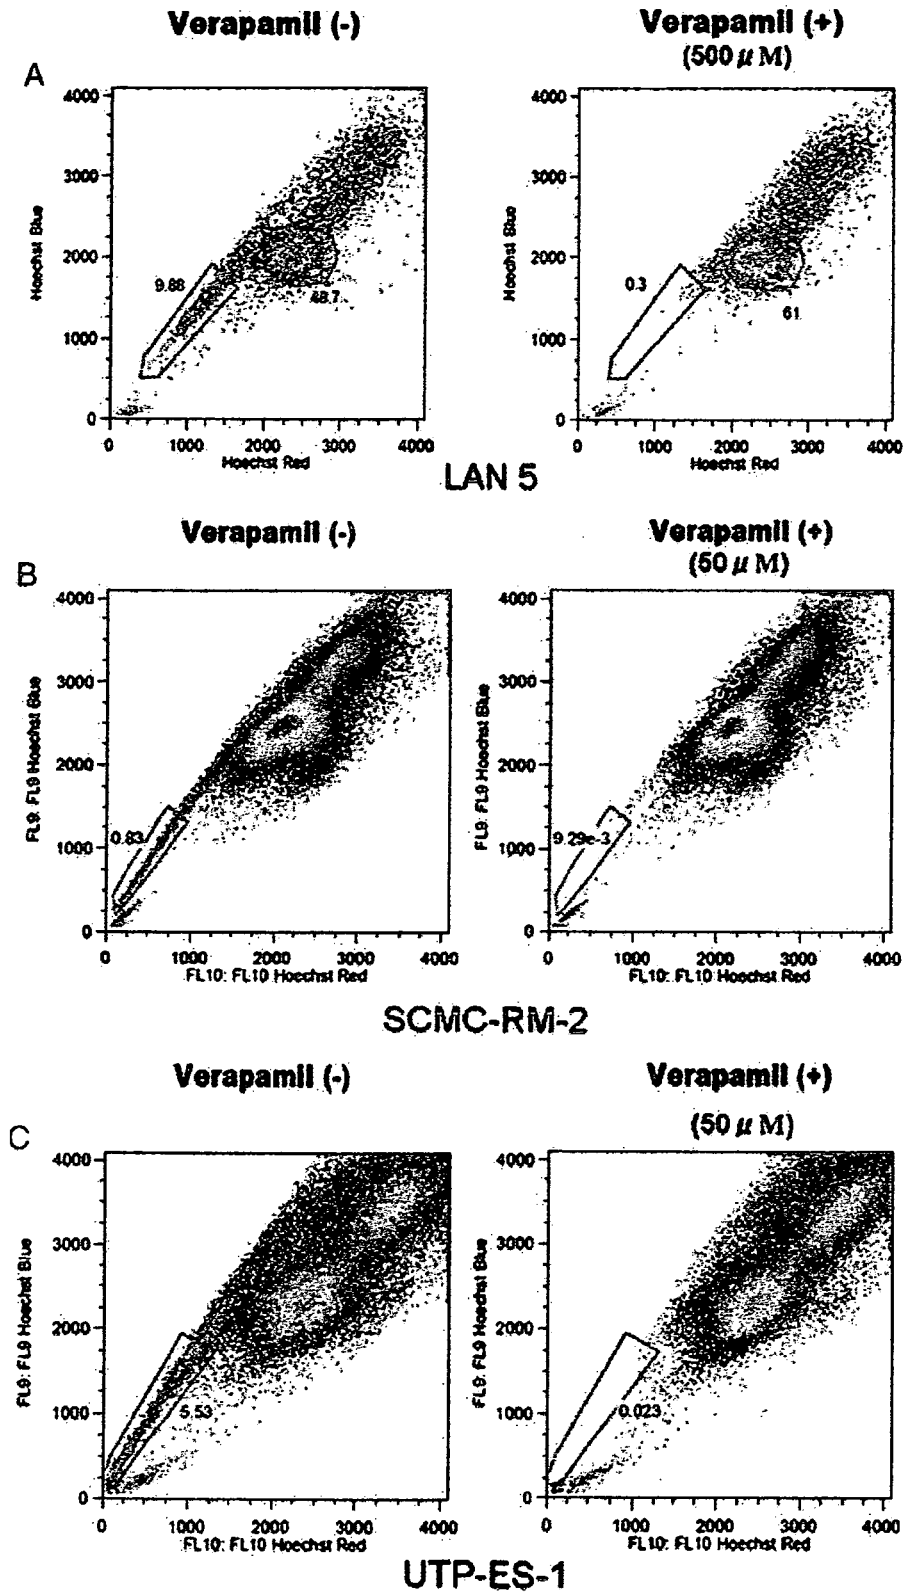 Verapamil (-)
Verapamil (+)
(500 μM)
A
4000
3000
2000
1000
0
Hoechst Blue
9.88
48.7
0
1000
2000
3000
4000
Hoechst Red
4000
3000
2000
1000
0
Hoechst Blue
0.3
61
0
1000
2000
3000
4000
Hoechst Red
LAN 5
Verapamil (-)
Verapamil (+)
(50 μM)
B
4000
3000
2000
1000
0
FL9: FL9 Hoechst Blue
0.83
0
1000
2000
3000
4000
FL10: FL10 Hoechst Red
4000
3000
2000
1000
0
FL9: FL9 Hoechst Blue
9.29e-3
0
1000
2000
3000
4000
FL10: FL10 Hoechst Red
SCMC-RM-2
Verapamil (-)
Verapamil (+)
(50 μM)
C
4000
3000
2000
1000
0
FL9: FL9 Hoechst Blue
5.53
0
1000
2000
3000
4000
FL10: FL10 Hoechst Red
4000
3000
2000
1000
0
FL9: FL9 Hoechst Blue
0.023
0
1000
2000
3000
4000
FL10: FL10 Hoechst Red
UTP-ES-1